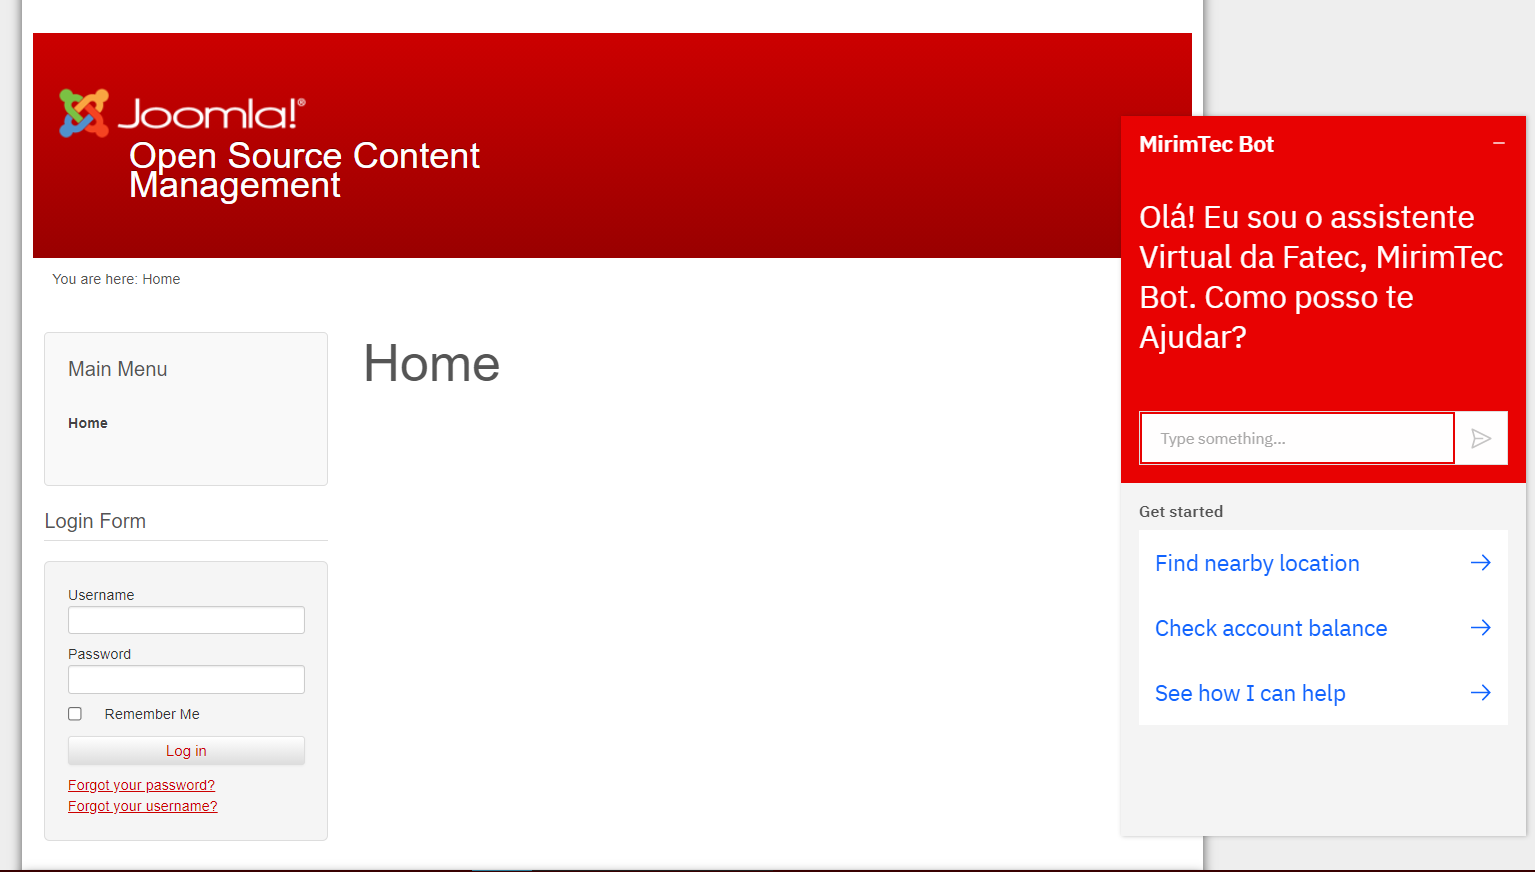 Joomla!®
Open Source Content
Management
You are here: Home
Main Menu
Home
Login Form
Username
Password
Remember Me
Log in
Forgot your password?
Forgot your username?
Home
MirimTec Bot
Olá! Eu sou o assistente
Virtual da Fatec, MirimTec
Bot. Como posso te
Ajudar?
Type something...
Get started
Find nearby location
Check account balance
See how I can help